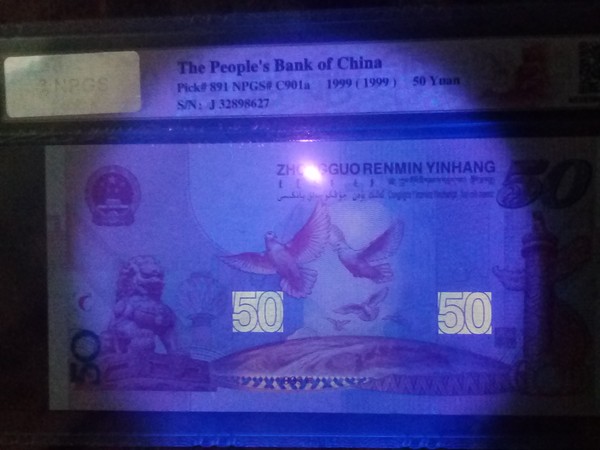 The People's Bank of China
NPGS
Pick# 891 NPGS# C901a 1999 ( 1999 ) 50 Yuan
S/N: J 32898627
ZHONGGUO RENMIN YINHANG
50
50
50
50